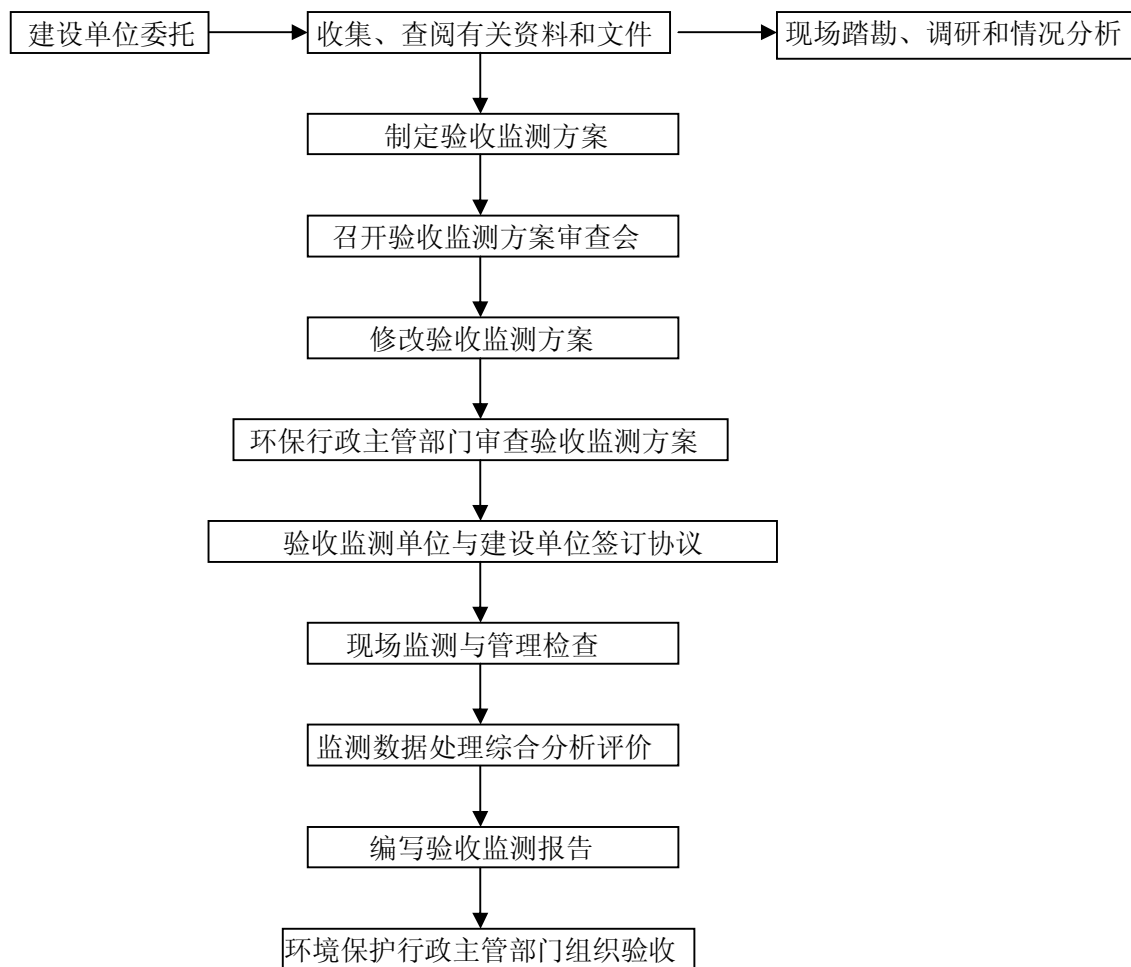 建设单位委托
收集、查阅有关资料和文件
现场踏勘、调研和情况分析
制定验收监测方案
召开验收监测方案审查会
修改验收监测方案
环保行政主管部门审查验收监测方案
验收监测单位与建设单位签订协议
现场监测与管理检查
监测数据处理综合分析评价
编写验收监测报告
环境保护行政主管部门组织验收